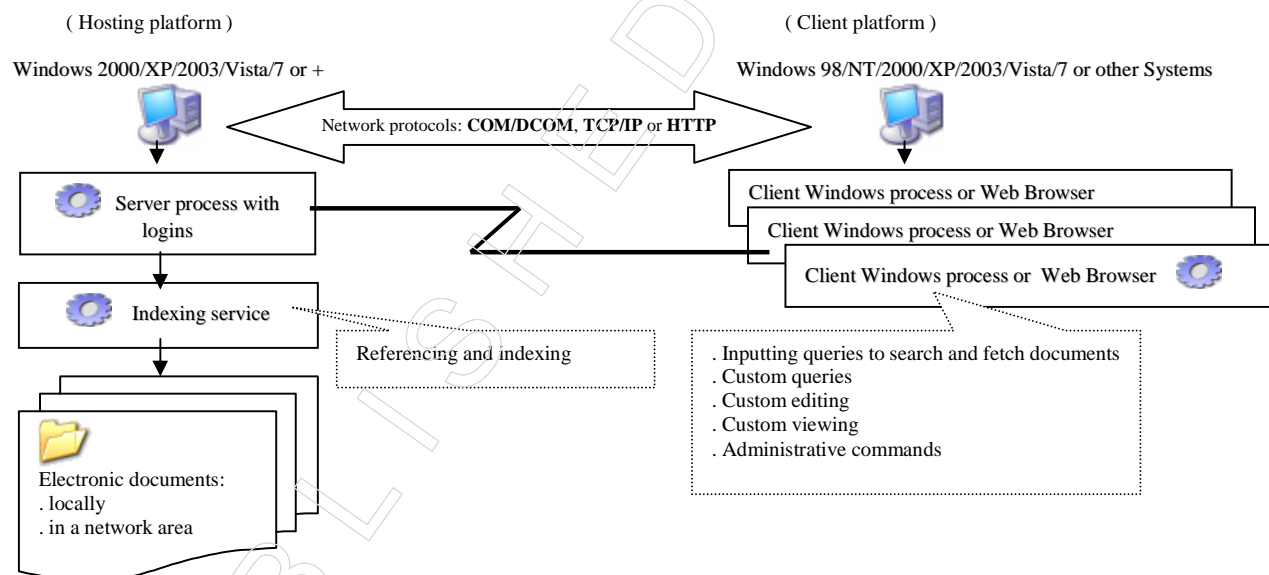 ( Hosting platform )
( Client platform )
Windows 2000/XP/2003/Vista/7 or +
Windows 98/NT/2000/XP/2003/Vista/7 or other Systems
Network protocols: COM/DCOM, TCP/IP or HTTP
Server process with
logins
Client Windows process or Web Browser
Client Windows process or Web Browser
Client Windows process or Web Browser
Indexing service
Referencing and indexing
. Inputting queries to search and fetch documents
. Custom queries
. Custom editing
. Custom viewing
. Administrative commands
Electronic documents:
. locally
. in a network area
BLISHED